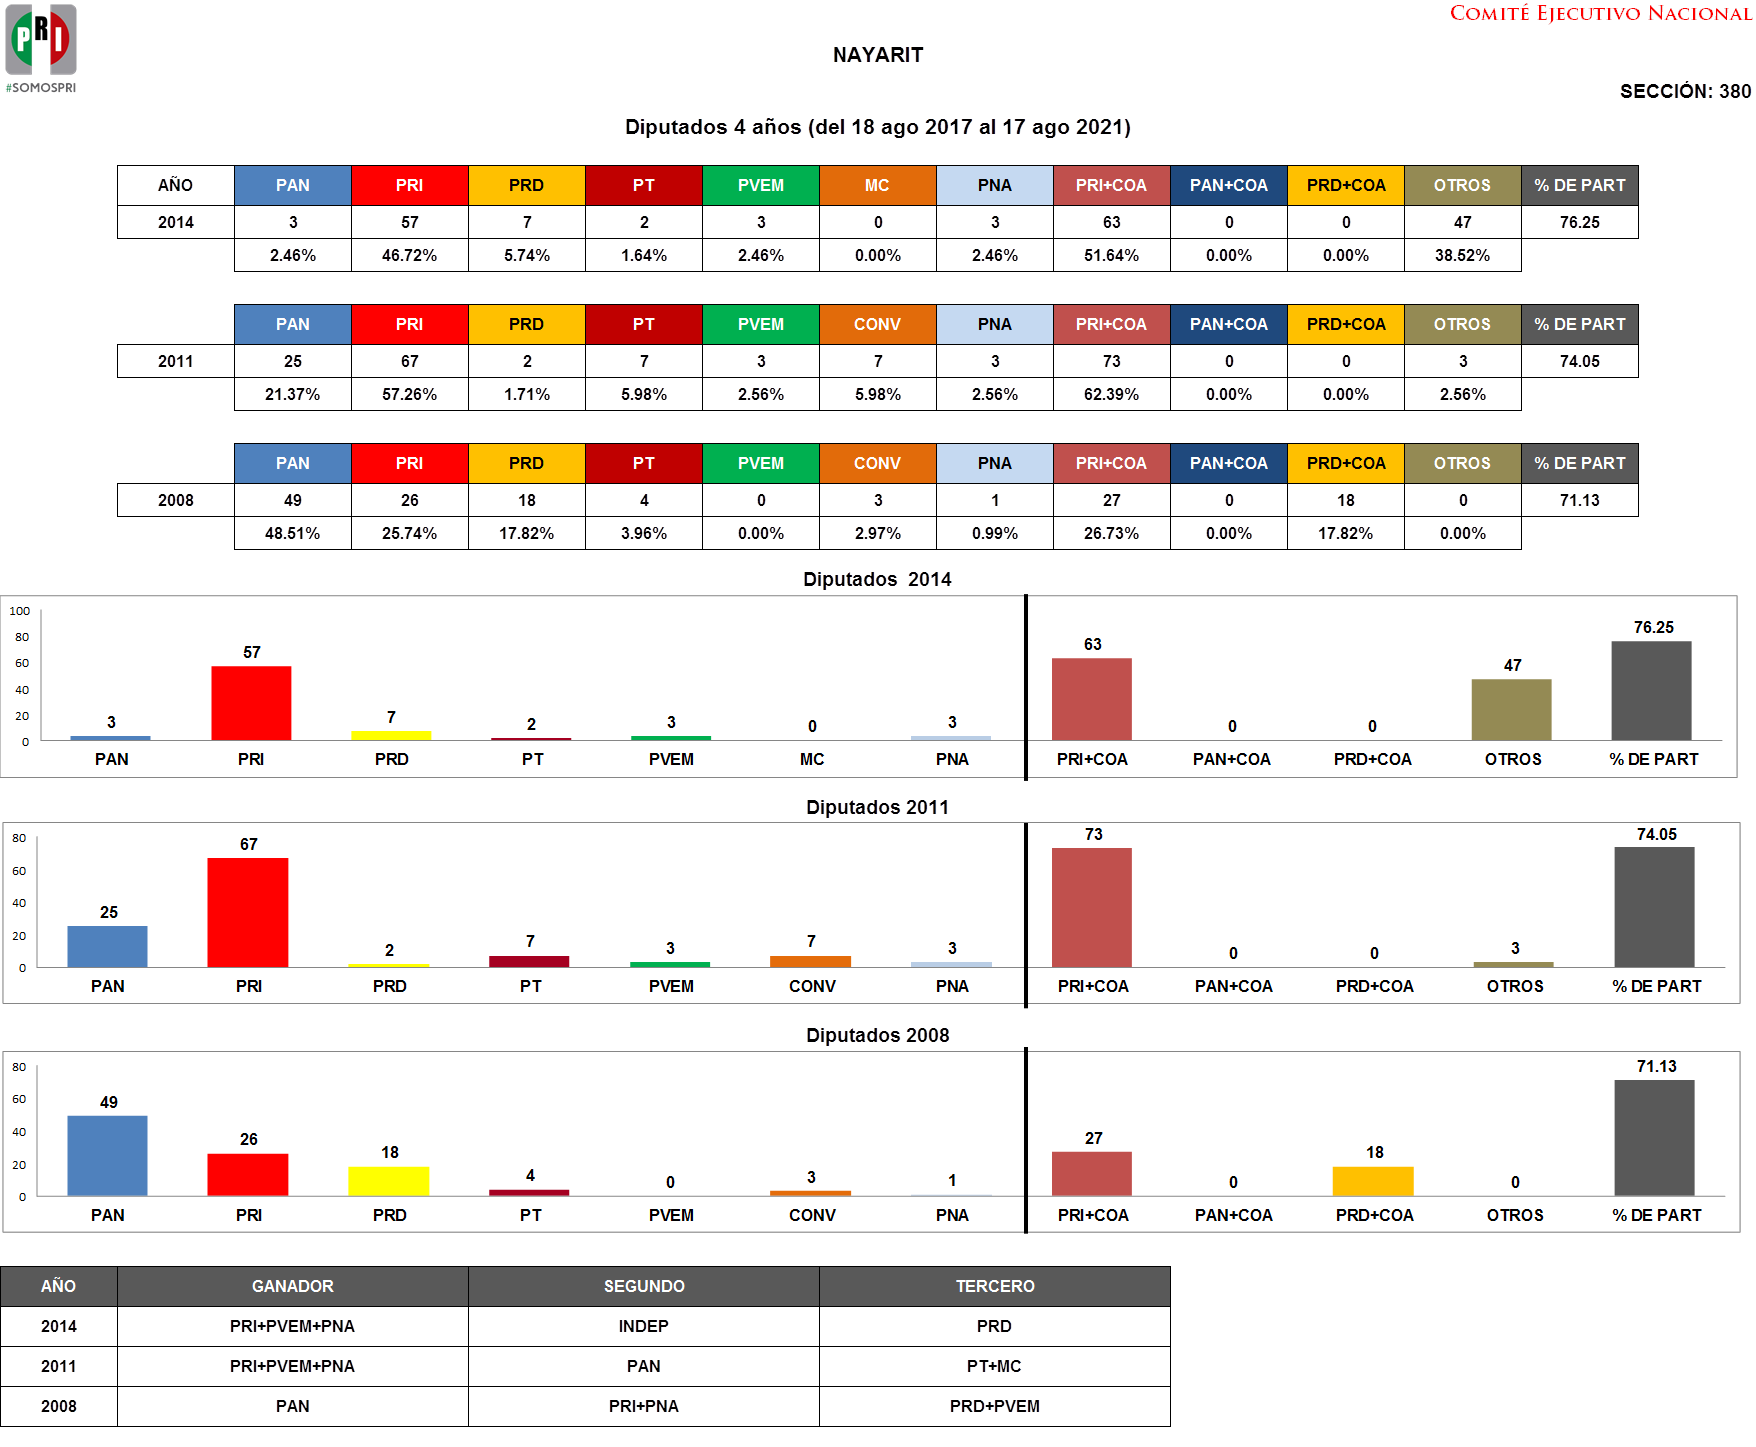 PRI
#SOMOSPRI
COMITÉ EJECUTIVO NACIONAL
NAYARIT
SECCIÓN: 380
Diputados 4 años (del 18 ago 2017 al 17 ago 2021)
AÑO PAN PRI PRD PT PVEM MC PNA PRI+COA PAN+COA PRD+COA OTROS % DE PART
2014 3 57 7 2 3 0 3 63 0 0 47 76.25
2.46% 46.72% 5.74% 1.64% 2.46% 0.00% 2.46% 51.64% 0.00% 0.00% 38.52%
PAN PRI PRD PT PVEM CONV PNA PRI+COA PAN+COA PRD+COA OTROS % DE PART
2011 25 67 2 7 3 7 3 73 0 0 3 74.05
21.37% 57.26% 1.71% 5.98% 2.56% 5.98% 2.56% 62.39% 0.00% 0.00% 2.56%
PAN PRI PRD PT PVEM CONV PNA PRI+COA PAN+COA PRD+COA OTROS % DE PART
2008 49 26 18 4 0 3 1 27 0 18 0 71.13
48.51% 25.74% 17.82% 3.96% 0.00% 2.97% 0.99% 26.73% 0.00% 17.82% 0.00%
Diputados 2014
100
80
60
40
20
0
3 57 7 2 3 0 3 63 0 0 47 76.25
PAN PRI PRD PT PVEM MC PNA PRI+COA PAN+COA PRD+COA OTROS % DE PART
Diputados 2011
80
60
40
20
0
25 67 2 7 3 7 3 73 0 0 3 74.05
PAN PRI PRD PT PVEM CONV PNA PRI+COA PAN+COA PRD+COA OTROS % DE PART
Diputados 2008
80
60
40
20
0
49 26 18 4 0 3 1 27 0 18 0 71.13
PAN PRI PRD PT PVEM CONV PNA PRI+COA PAN+COA PRD+COA OTROS % DE PART
AÑO GANADOR SEGUNDO TERCERO
2014 PRI+PVEM+PNA INDEP PRD
2011 PRI+PVEM+PNA PAN PT+MC
2008 PAN PRI+PNA PRD+PVEM